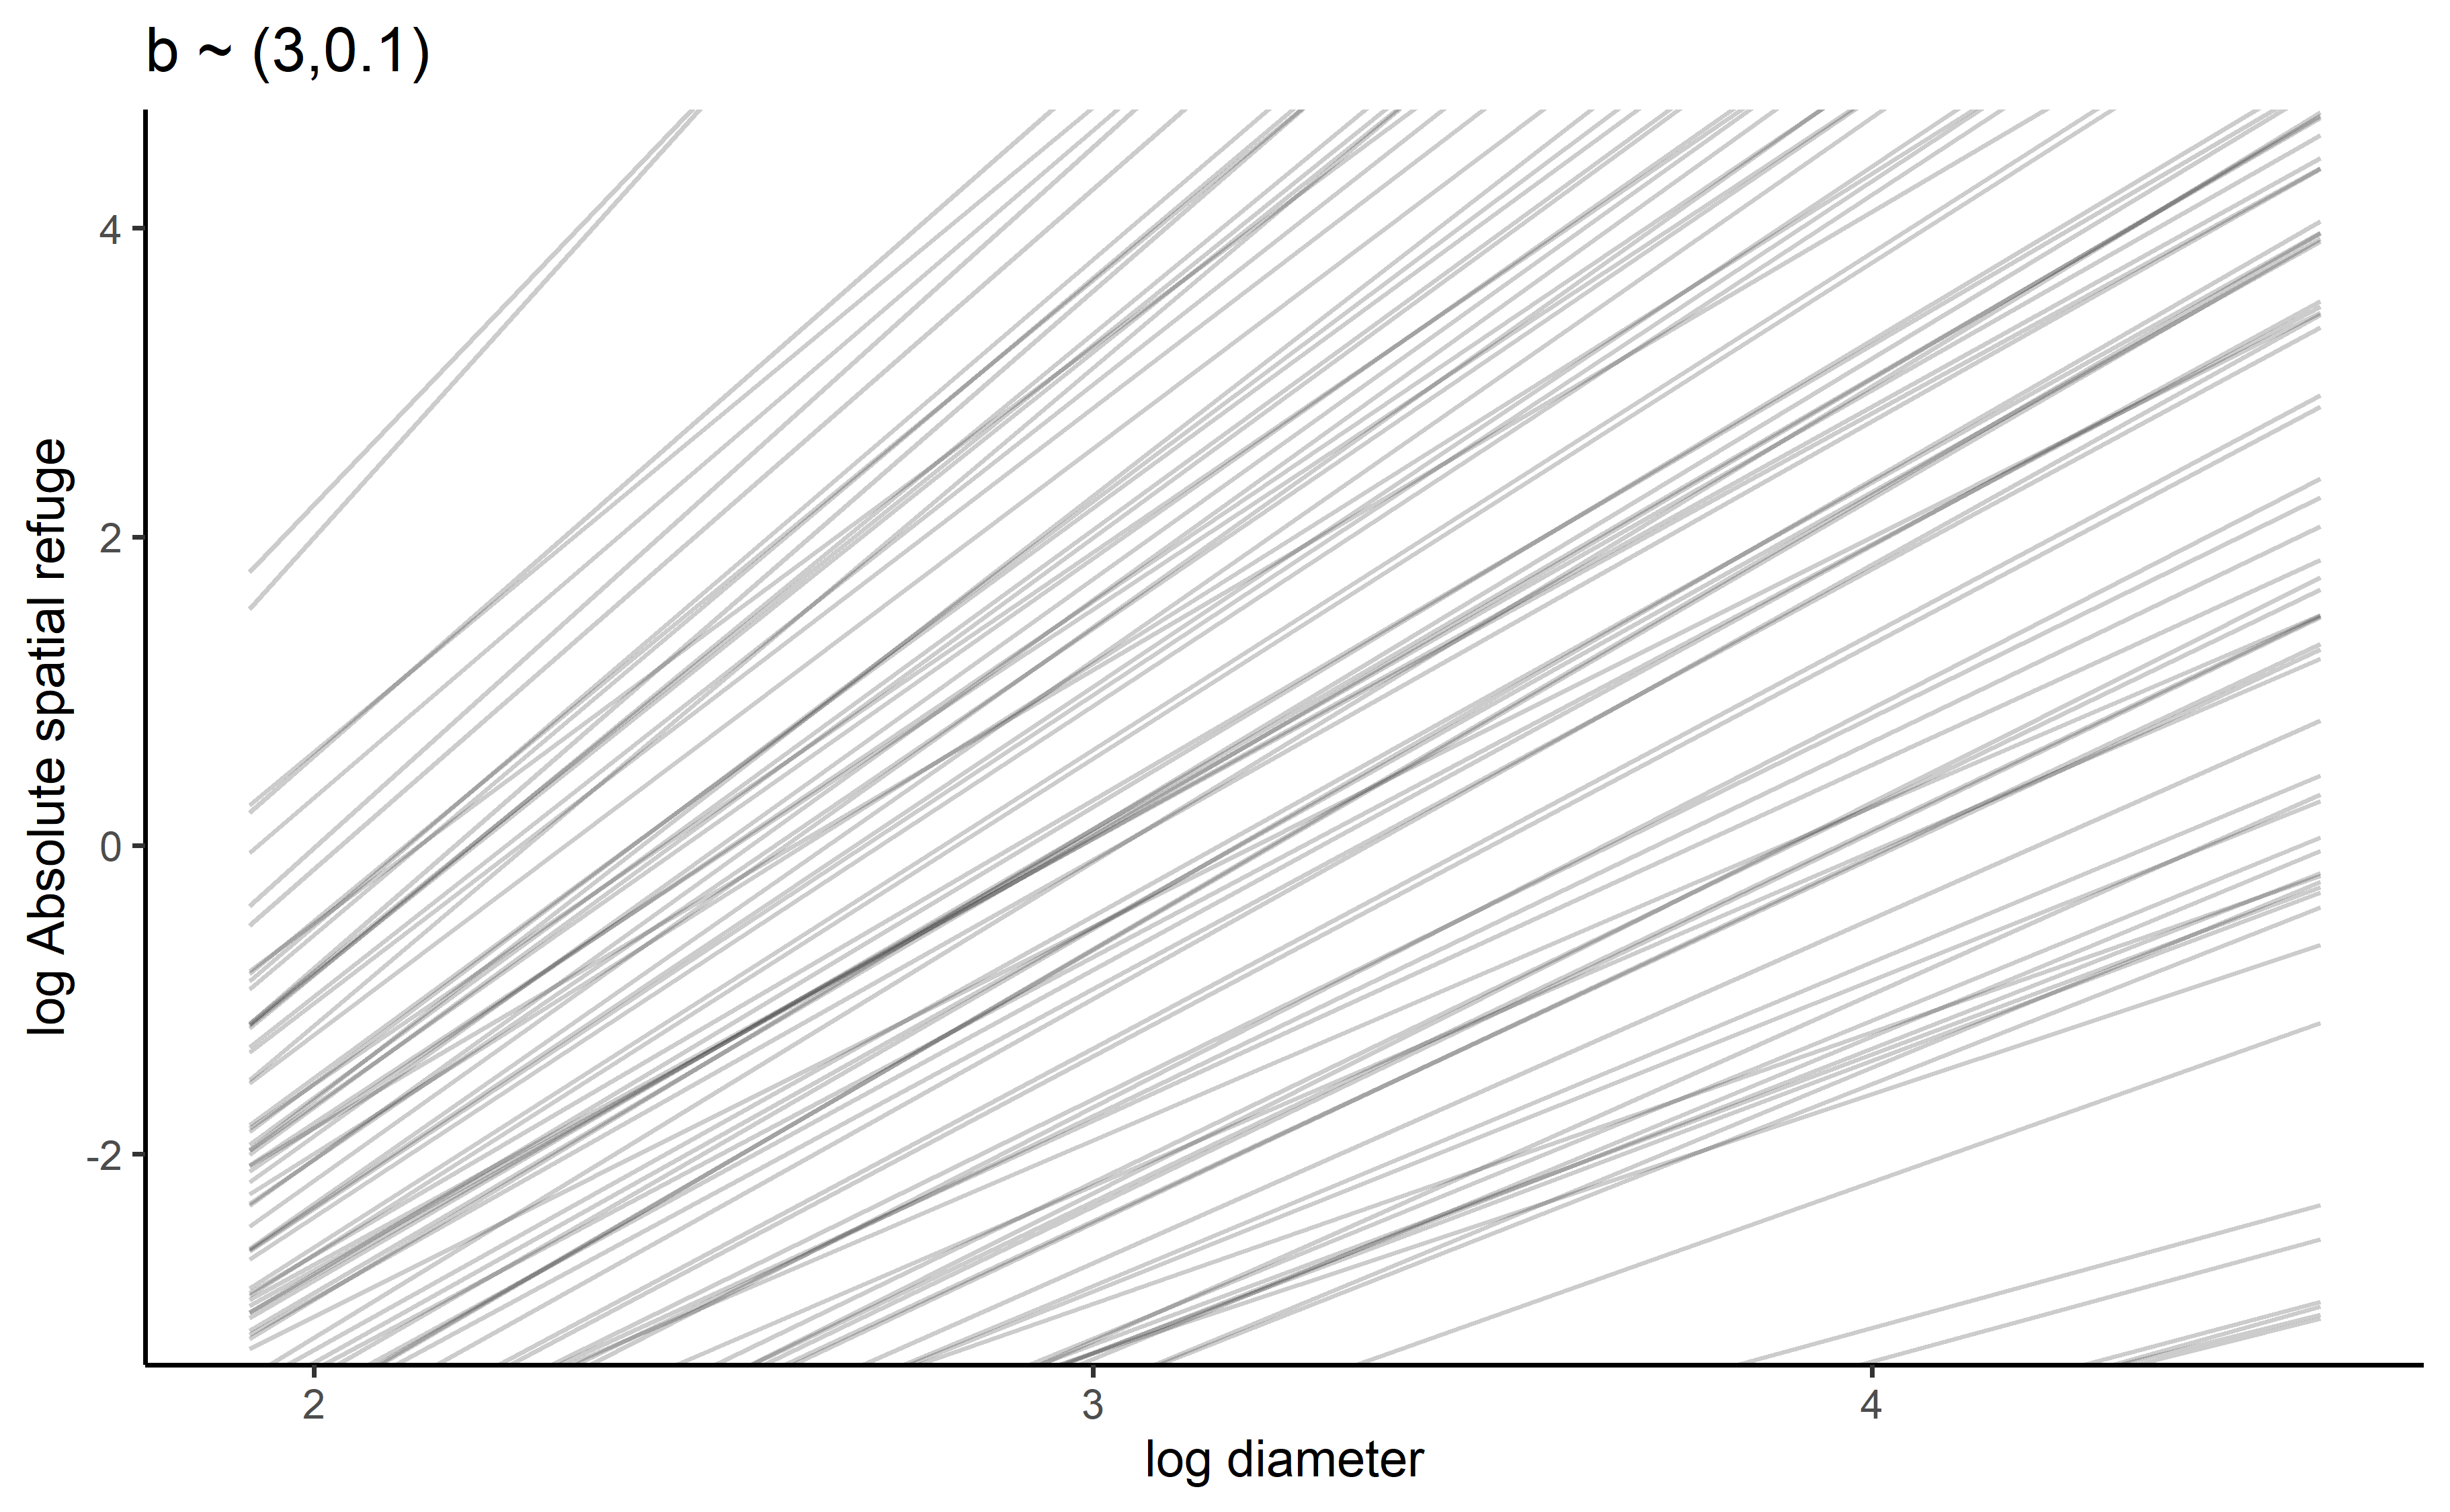 b ~ (3,0.1)
log Absolute spatial refuge
4
2
0
-2
2
3
4
log diameter